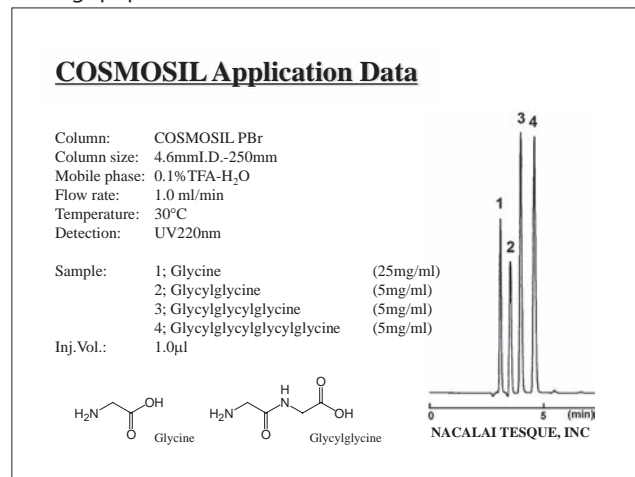 COSMOSIL Application Data
Column: COSMOSIL PBr
Column size: 4.6mmI.D.-250mm
Mobile phase: 0.1%TFA-H₂O
Flow rate: 1.0 ml/min
Temperature: 30°C
Detection: UV220nm
Sample: 1; Glycine (25mg/ml)
2; Glycylglycine (5mg/ml)
3; Glycylglycylglycine (5mg/ml)
4; Glycylglycylglycylglycine (5mg/ml)
Inj.Vol.: 1.0µl
3 4
1
2
H₂N OH O Glycine
H₂N O H N O OH Glycylglycine
0 5 (min)
NACALAI TESQUE, INC